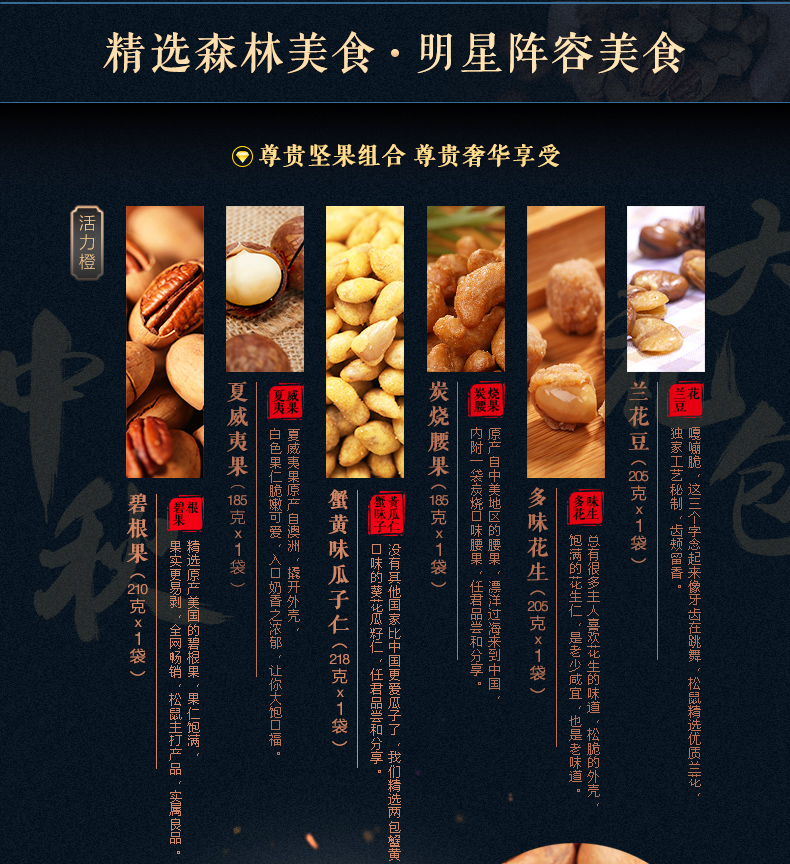 精选森林美食·明星阵容美食
尊贵坚果组合 尊贵奢华享受
活力橙
碧根果（210克x1袋）
碧根果
精选原产美国的碧根果，果仁饱满，
果实更易剥，全网畅销，松鼠主打产品，实属良品。
夏威夷果（185克x1袋）
夏威夷果
夏威夷果原产自澳洲，撬开外壳，
白色果仁脆嫩可爱，入口奶香之浓郁，让你大饱口福。
蟹黄味瓜子仁（218克x1袋）
蟹黄味瓜子仁
没有其他国家比中国更爱瓜子了，我们精选两包蟹黄
口味的葵花瓜籽仁，任君品尝和分享。
炭烧腰果（185克x1袋）
炭烧腰果
原产自中美地区的腰果，漂洋过海来到中国，
内附一袋炭烧口味腰果，任君品尝和分享。
多味花生（205克x1袋）
多味花生
总有很多主人喜欢花生的味道，松脆的外壳，
饱满的花生仁，是老少咸宜，也是老味道。
兰花豆（205克x1袋）
兰花豆
嘎嘣脆，这三个字念起来像牙齿在跳舞，松鼠精选优质兰花，
独家工艺秘制，齿颊留香。
中秋
大礼包